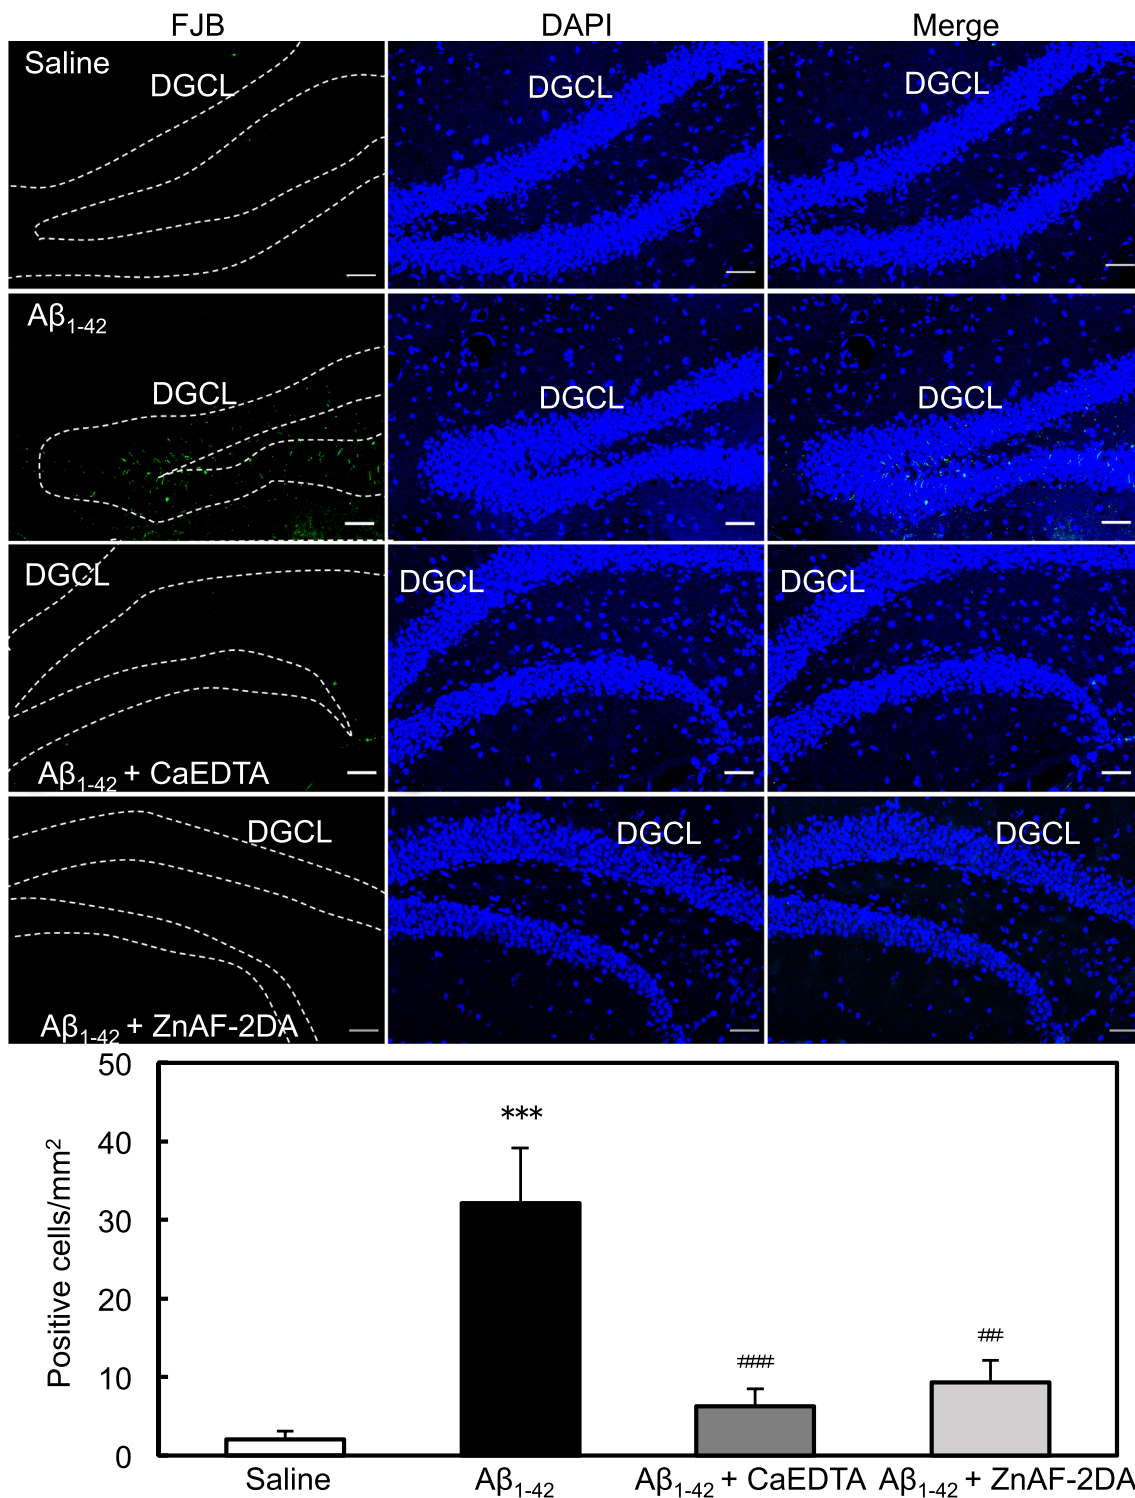 FJB DAPI Merge
Saline DGCL DGCL DGCL
Aβ1-42 DGCL DGCL DGCL
DGCL DGCL DGCL
Aβ1-42 + CaEDTA
DGCL DGCL DGCL
Aβ1-42 + ZnAF-2DA
50
40
30
20
10
0
Positive cells/mm²
***
###
##
Saline Aβ1-42 Aβ1-42 + CaEDTA Aβ1-42 + ZnAF-2DA